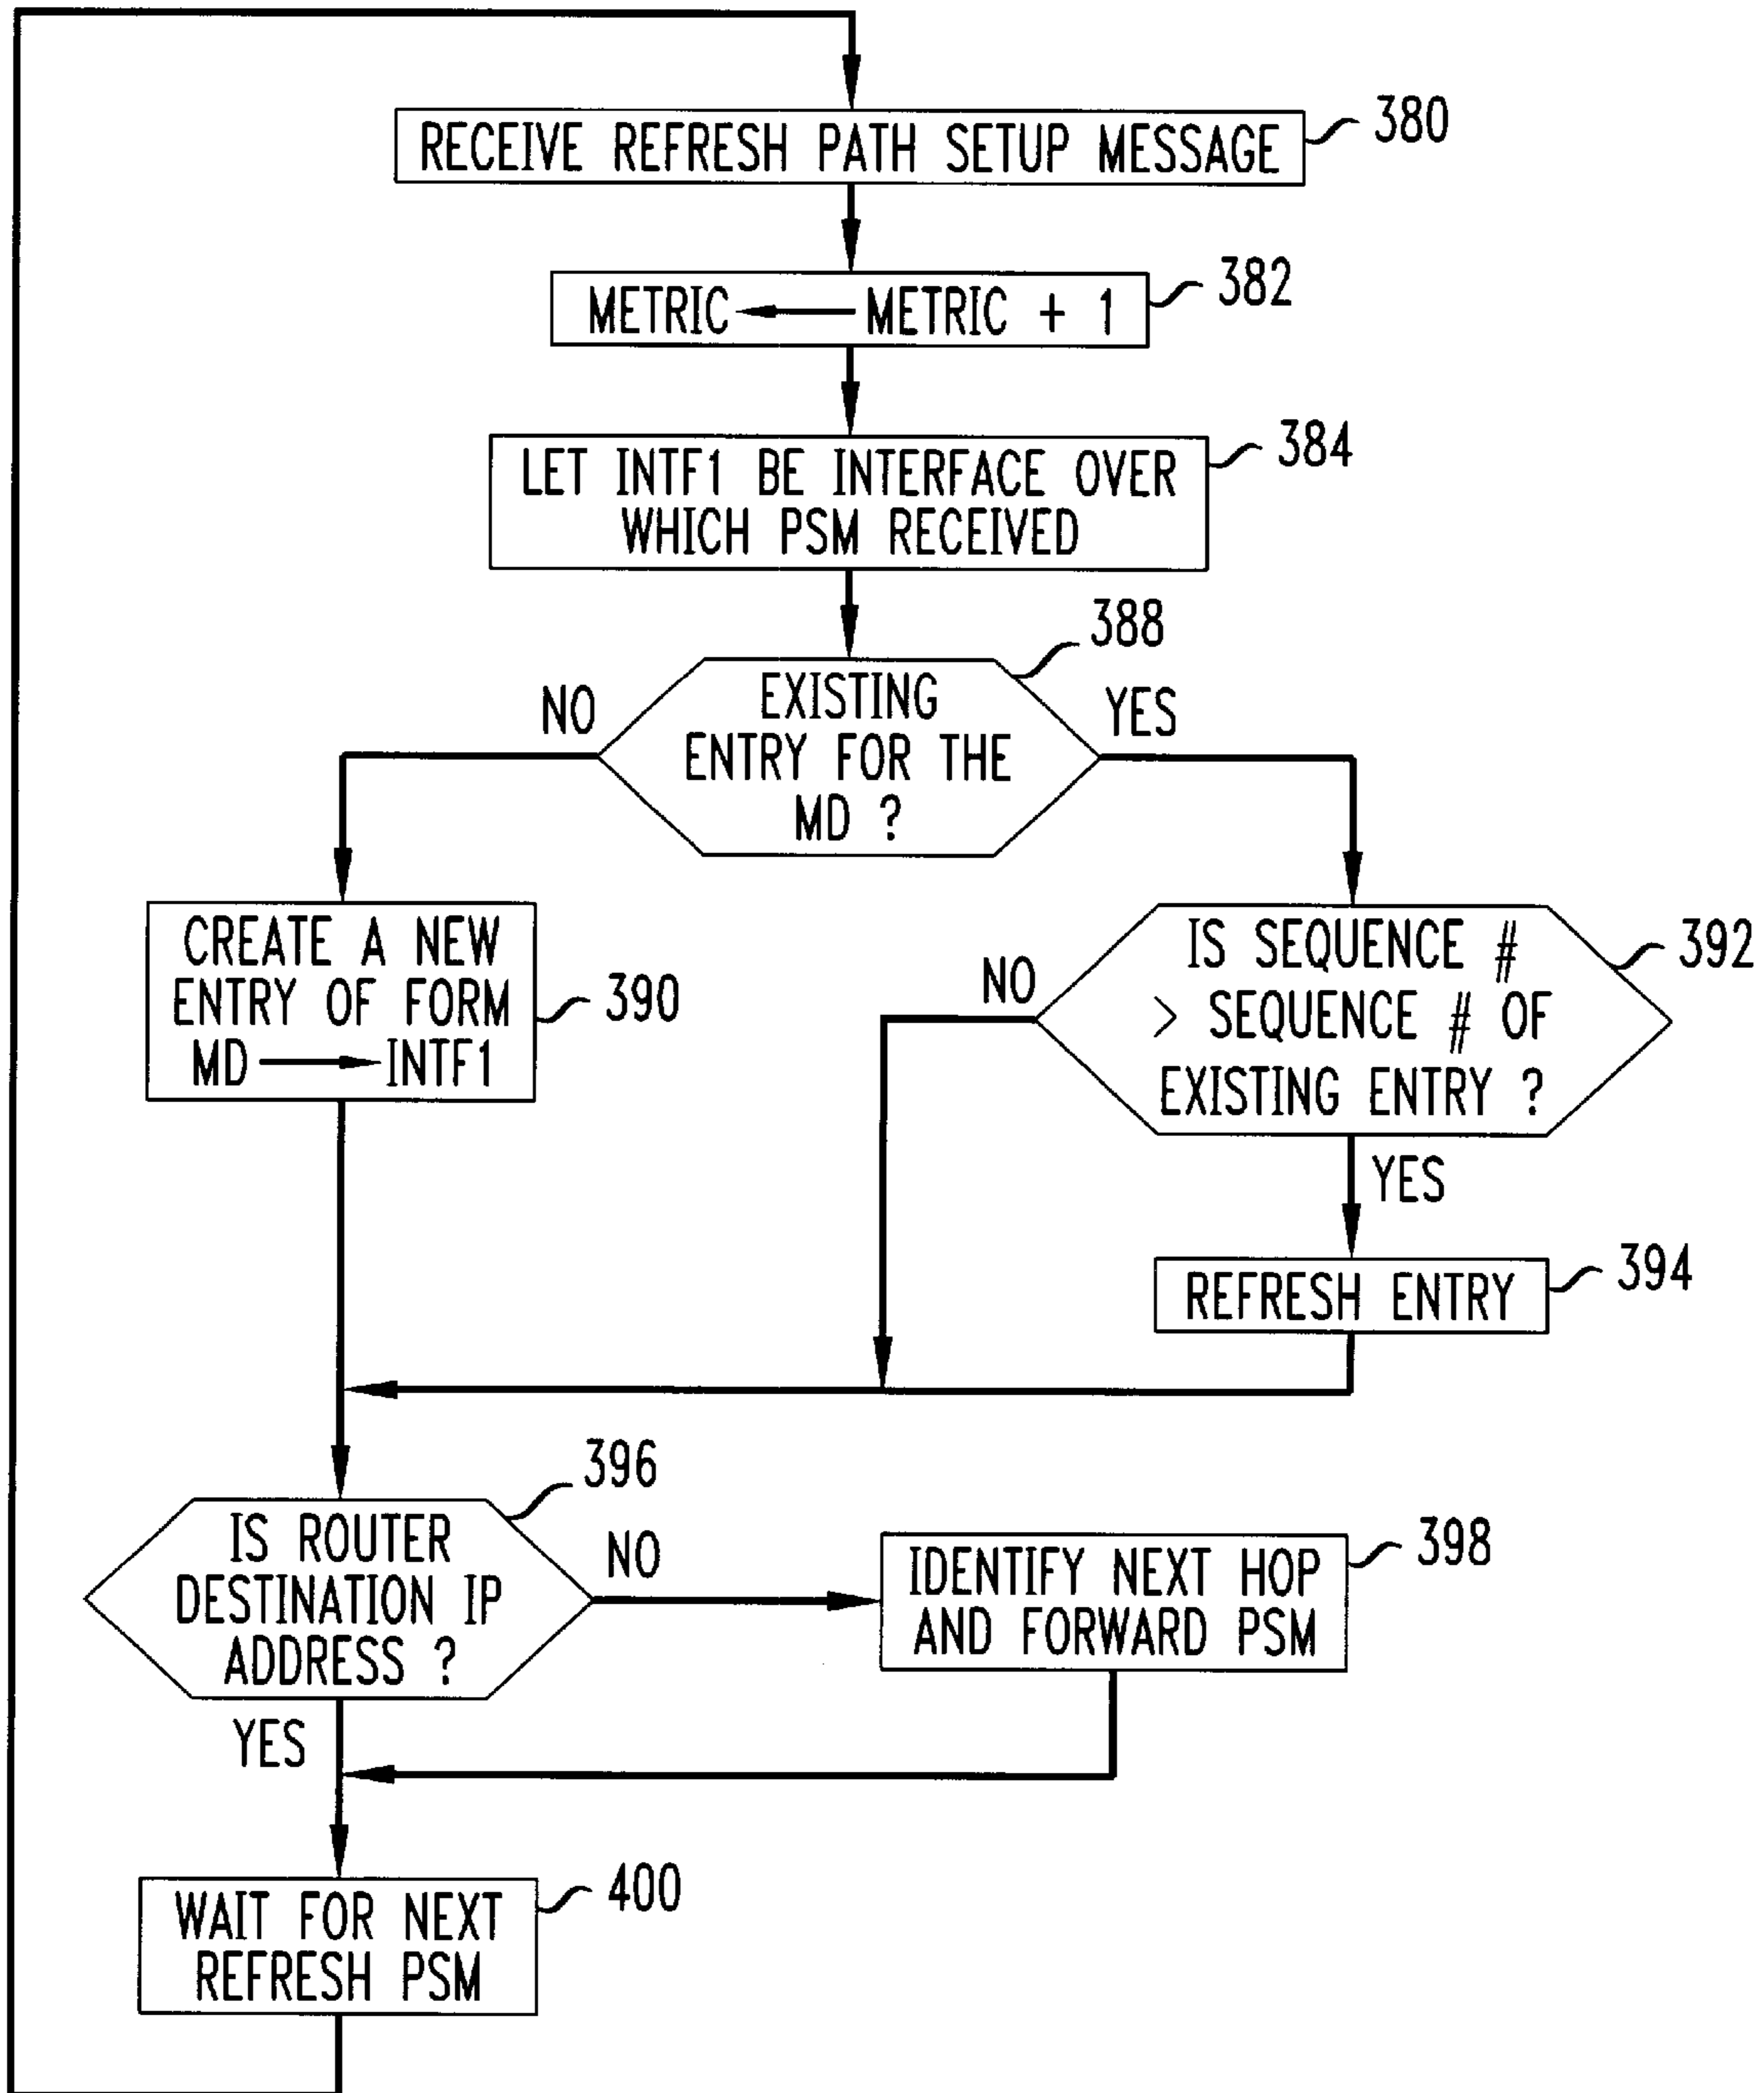 RECEIVE REFRESH PATH SETUP MESSAGE
380
METRIC ← METRIC + 1
382
LET INTF1 BE INTERFACE OVER
WHICH PSM RECEIVED
384
388
NO
EXISTING
ENTRY FOR THE
MD ?
YES
CREATE A NEW
ENTRY OF FORM
MD → INTF1
390
NO
IS SEQUENCE #
> SEQUENCE # OF
EXISTING ENTRY ?
392
YES
REFRESH ENTRY
394
396
IS ROUTER
DESTINATION IP
ADDRESS ?
NO
IDENTIFY NEXT HOP
AND FORWARD PSM
398
YES
WAIT FOR NEXT
REFRESH PSM
400